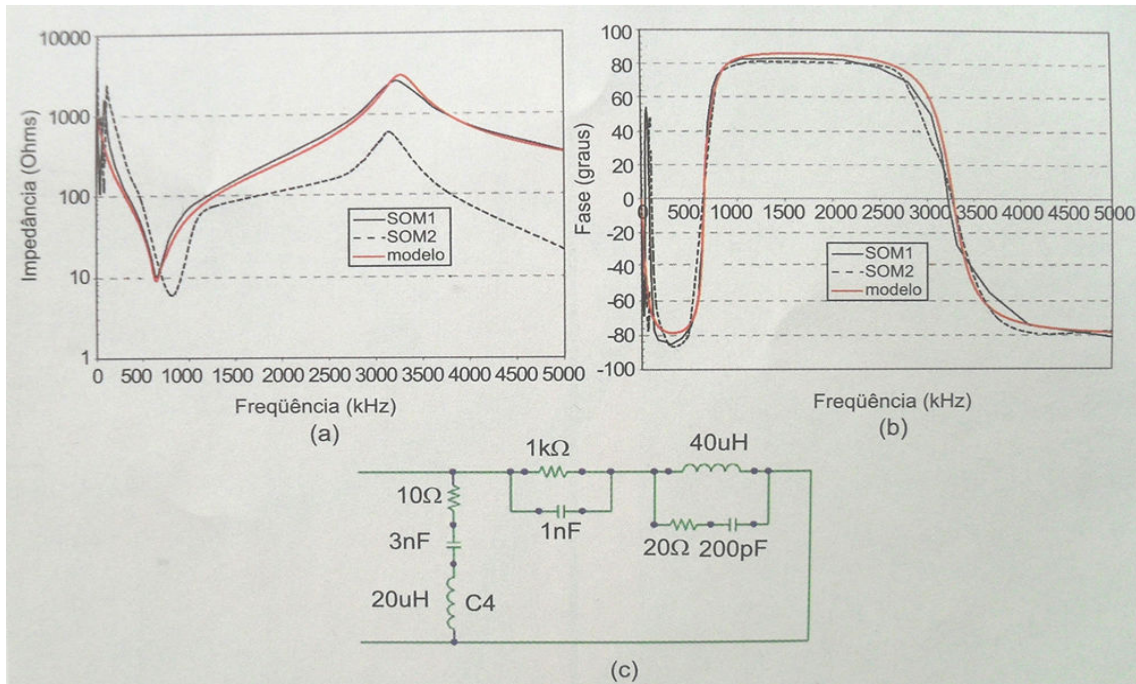 10000
1000
100
10
1
Impedância (Ohms)
SOM1
SOM2
modelo
0 500 1000 1500 2000 2500 3000 3500 4000 4500 5000
Freqüência (kHz)
(a)
100
80
60
40
20
0
-20
-40
-60
-80
-100
Fase (graus)
0 500 1000 1500 2000 2500 3000 3500 4000 4500 5000
SOM1
SOM2
modelo
Freqüência (kHz)
(b)
1kΩ
40uH
10Ω
1nF
3nF
20Ω 200pF
20uH C4
(c)